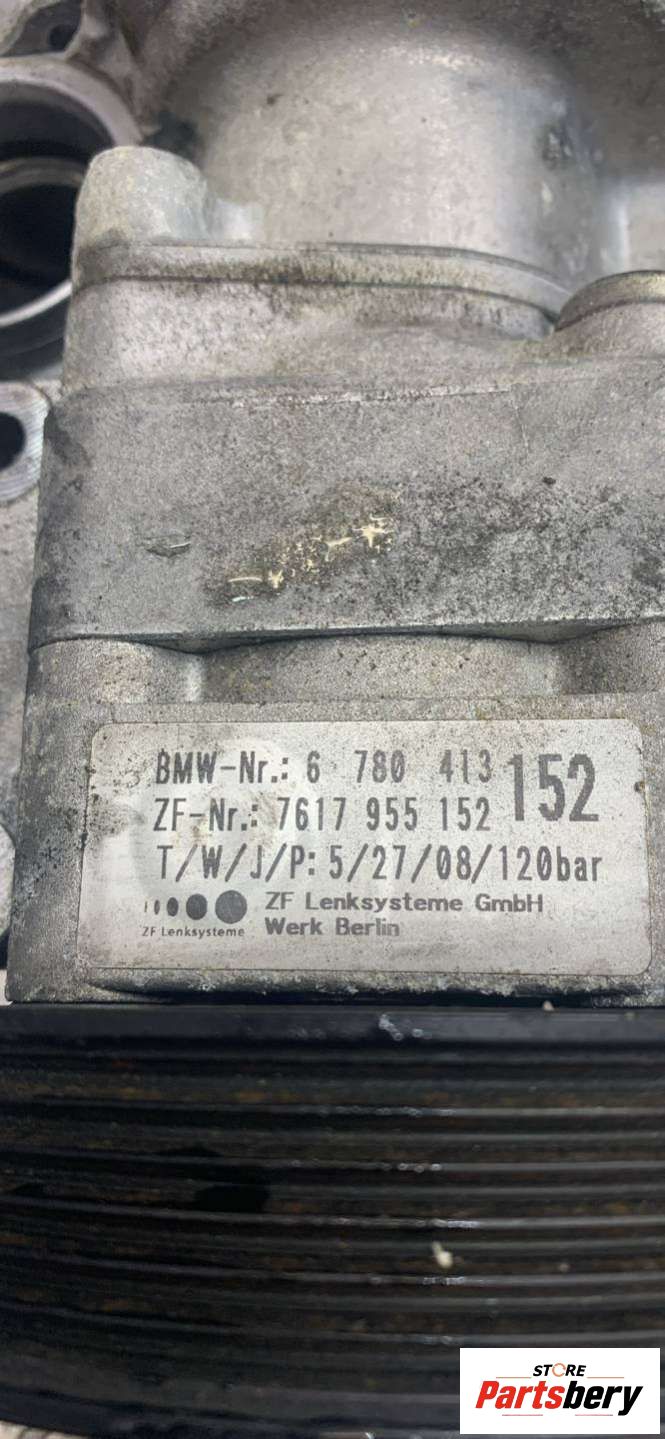 BMW-Nr.: 6 780 413 152
ZF-Nr.: 7617 955 152
T/W/J/P: 5/27/08/120bar
ZF Lenksysteme GmbH
ZF Lenksysteme Werk Berlin
STORE
Partsbery